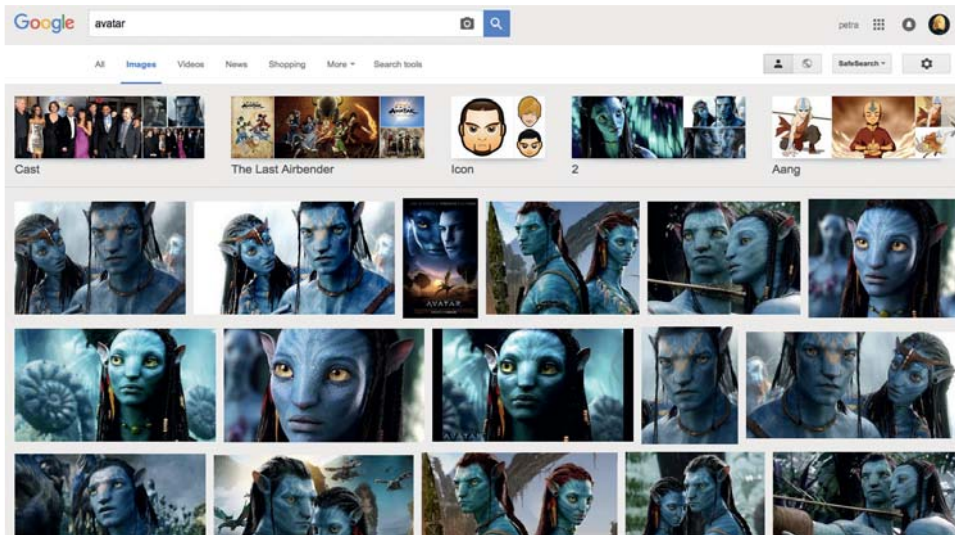 Google avatar petra
All Images Videos News Shopping More Search tools SafeSearch
Cast The Last Airbender Icon 2 Aang
AVATAR